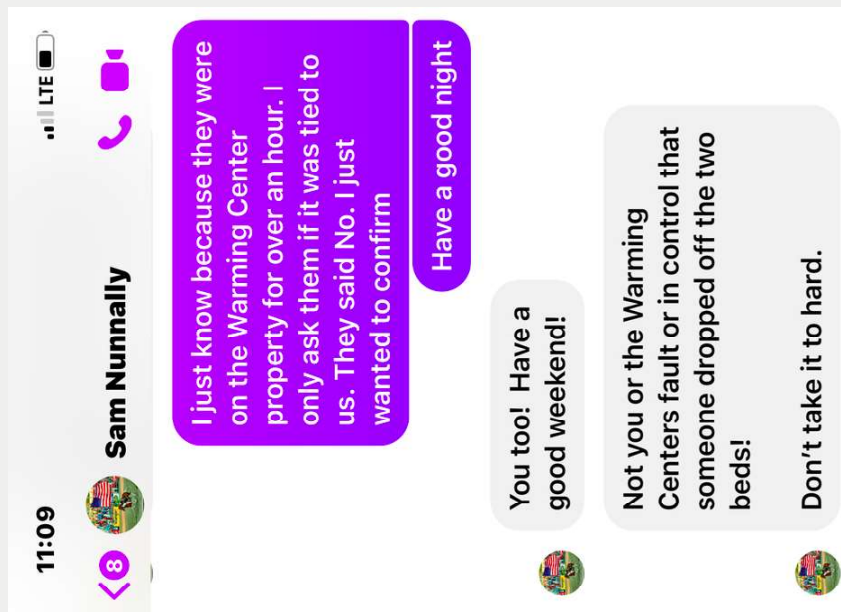 11:09 LTE
8 Sam Nunnally
I just know because they were
on the Warming Center
property for over an hour. I
only ask them if it was tied to
us. They said No. I just
wanted to confirm
Have a good night
You too! Have a
good weekend!
Not you or the Warming
Centers fault or in control that
someone dropped off the two
beds!
Don't take it to hard.